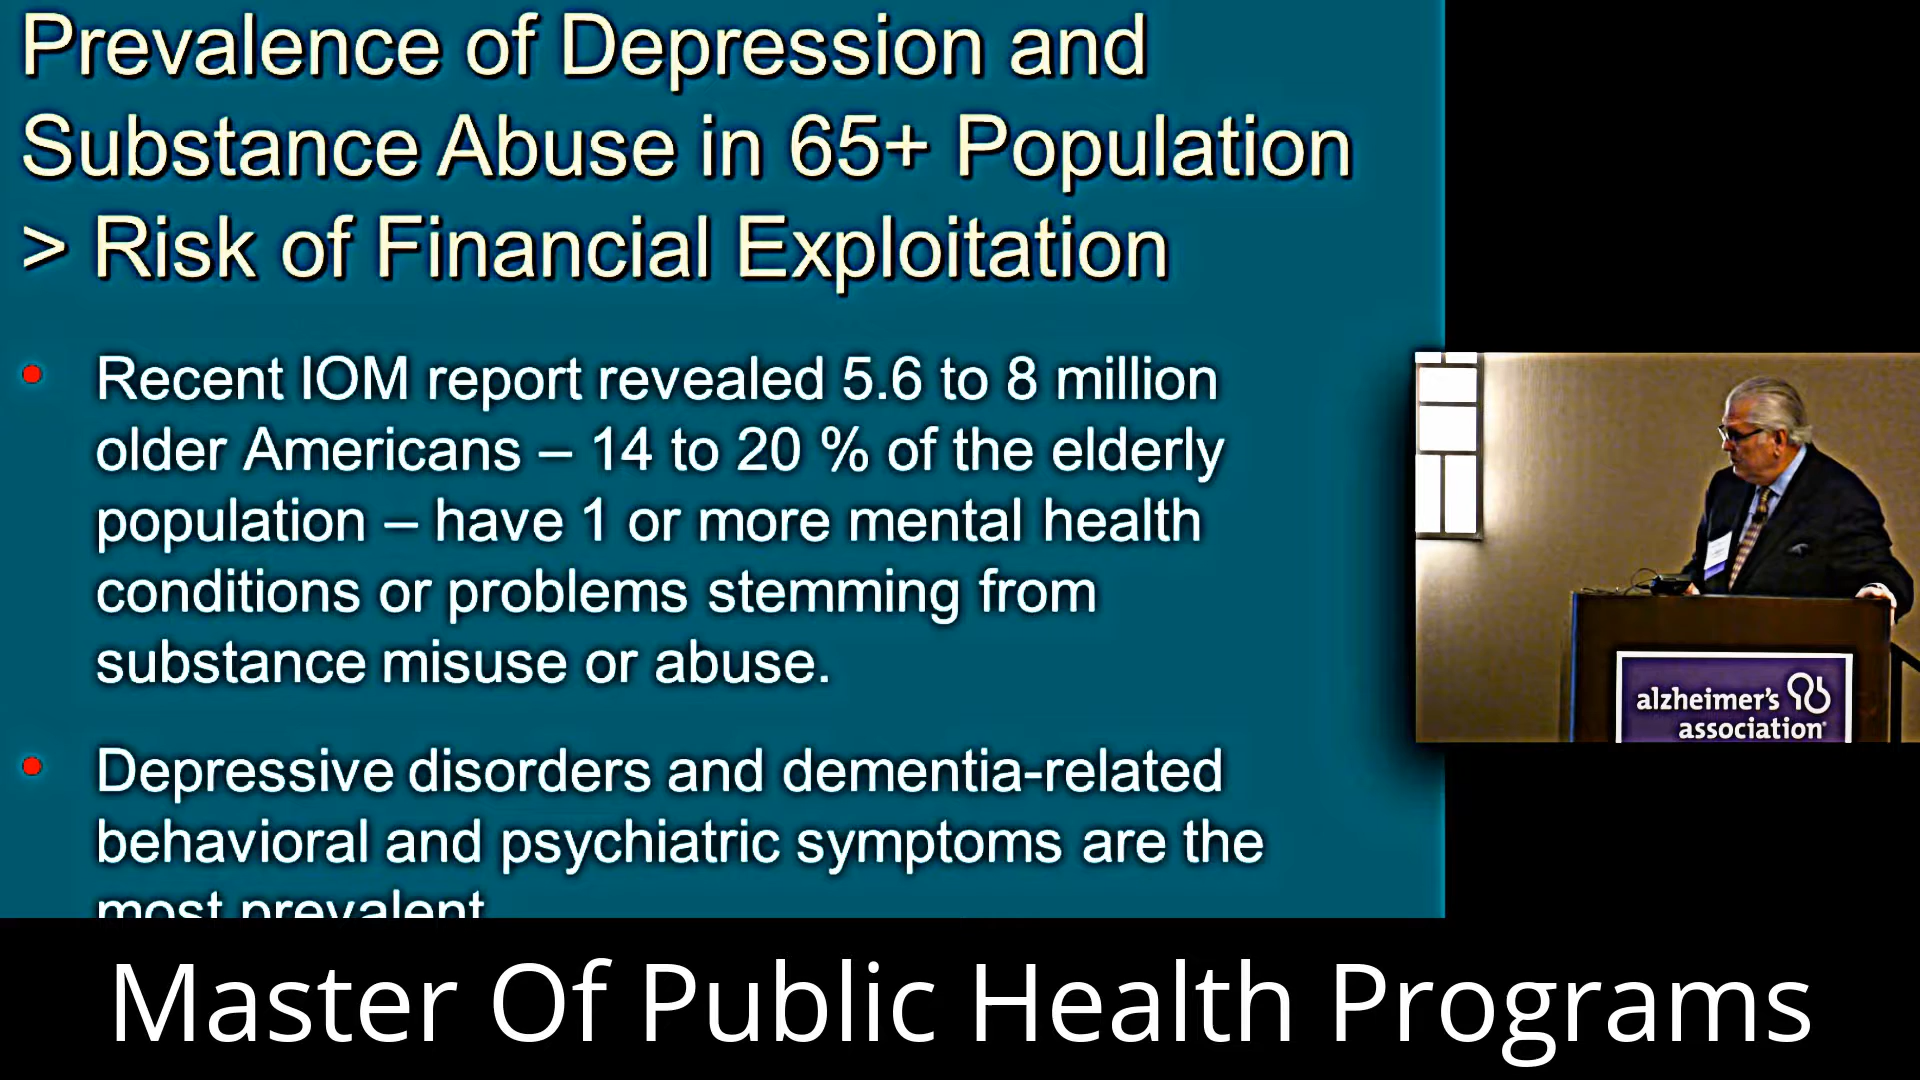 Prevalence of Depression and
Substance Abuse in 65+ Population
> Risk of Financial Exploitation
• Recent IOM report revealed 5.6 to 8 million
older Americans – 14 to 20 % of the elderly
population – have 1 or more mental health
conditions or problems stemming from
substance misuse or abuse.
• Depressive disorders and dementia-related
behavioral and psychiatric symptoms are the
most prevalent
alzheimer's
association®
Master Of Public Health Programs